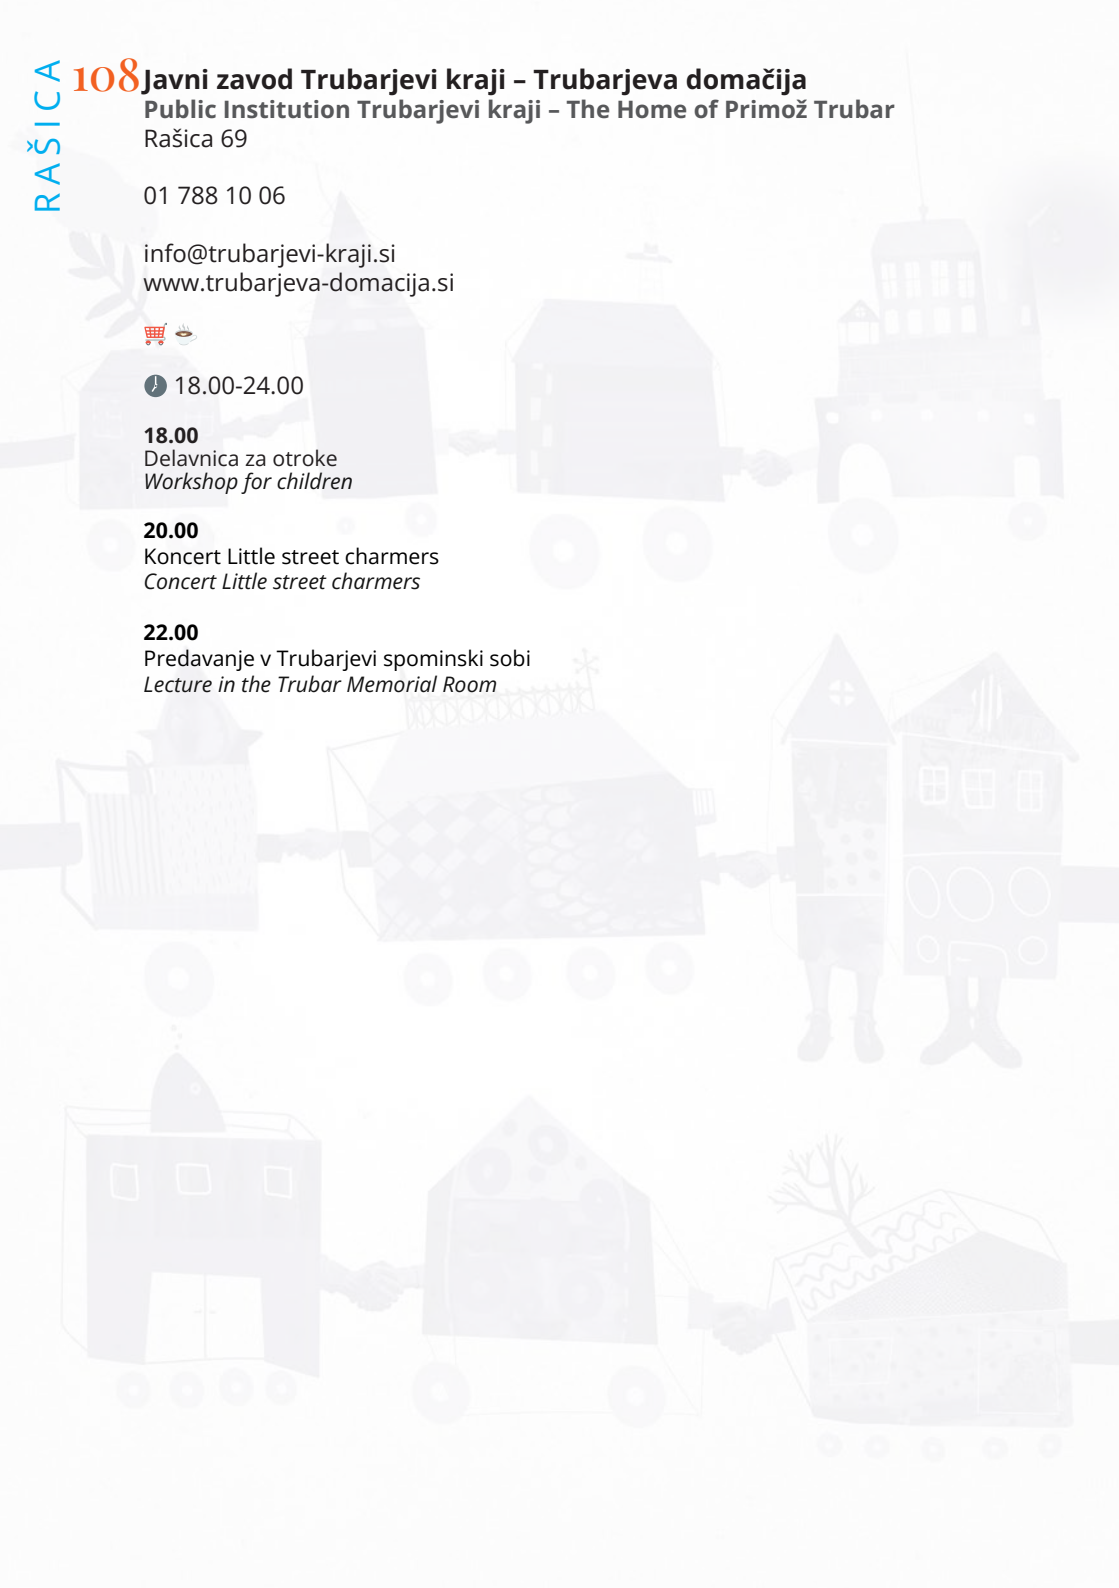 RAŠICA
108
Javni zavod Trubarjevi kraji – Trubarjeva domačija
Public Institution Trubarjevi kraji – The Home of Primož Trubar
Rašica 69
01 788 10 06
info@trubarjevi-kraji.si
www.trubarjeva-domacija.si
18.00-24.00
18.00
Delavnica za otroke
Workshop for children
20.00
Koncert Little street charmers
Concert Little street charmers
22.00
Predavanje v Trubarjevi spominski sobi
Lecture in the Trubar Memorial Room